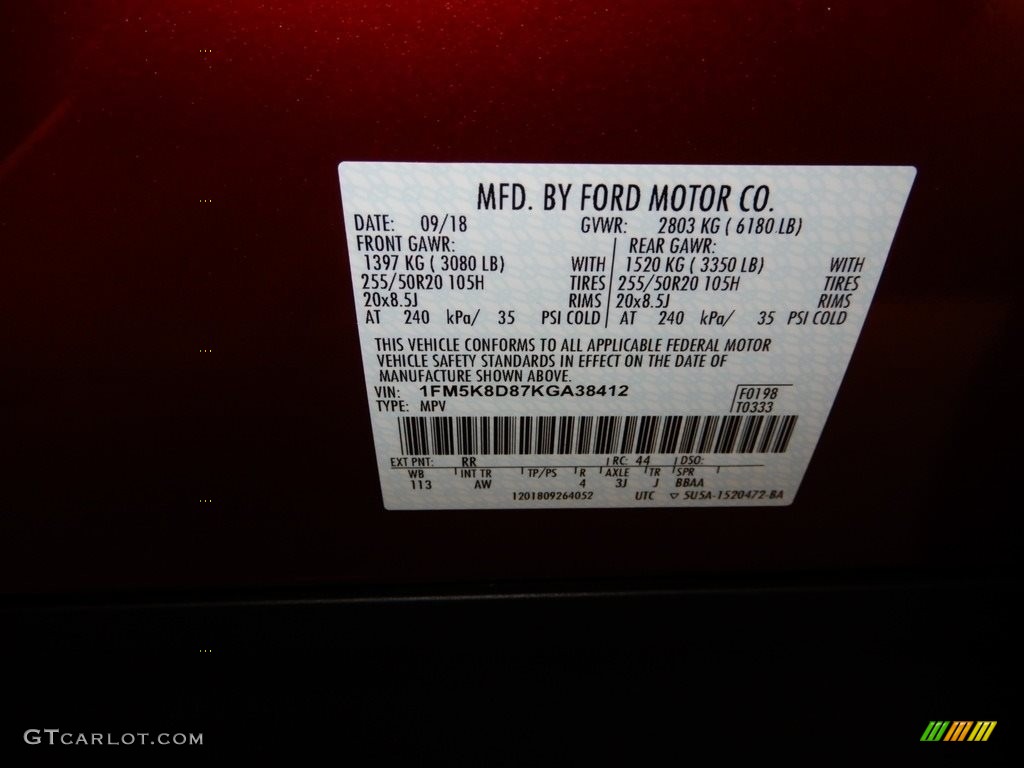 MFD. BY FORD MOTOR CO.
DATE: 09/18 GVWR: 2803 KG ( 6180 LB)
FRONT GAWR: REAR GAWR:
1397 KG ( 3080 LB) WITH 1520 KG ( 3350 LB) WITH
255/50R20 105H TIRES 255/50R20 105H TIRES
20x8.5J RIMS 20x8.5J RIMS
AT 240 kPa/ 35 PSI COLD AT 240 kPa/ 35 PSI COLD
THIS VEHICLE CONFORMS TO ALL APPLICABLE FEDERAL MOTOR
VEHICLE SAFETY STANDARDS IN EFFECT ON THE DATE OF
MANUFACTURE SHOWN ABOVE.
VIN: 1FM5K8D87KGA38412 F0198
TYPE: MPV T0333
EXT PNT: RR RC: 44 DSO:
WB INT TR TP/PS R AXLE TR SPR
113 AW 4 3J J BBAA
1201809264052 UTC ▽ 5U5A-1520472-BA
GTCARLOT.COM